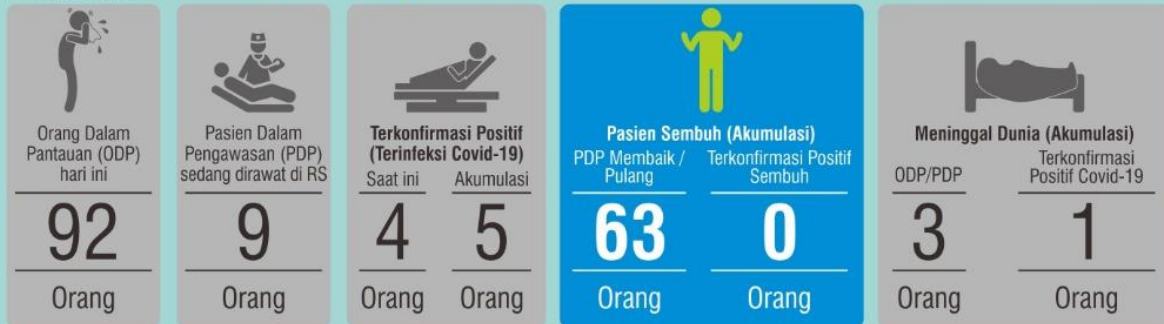 Orang Dalam
Pantauan (ODP)
hari ini
92
Orang
Pasien Dalam
Pengawasan (PDP)
sedang dirawat di RS
9
Orang
Terkonfirmasi Positif
(Terinfeksi Covid-19)
Saat ini
4
Orang
Akumulasi
5
Orang
Pasien Sembuh (Akumulasi)
PDP Membaik /
Pulang
63
Orang
Terkonfirmasi Positif
Sembuh
0
Orang
Meninggal Dunia (Akumulasi)
ODP/PDP
3
Orang
Terkonfirmasi
Positif Covid-19
1
Orang